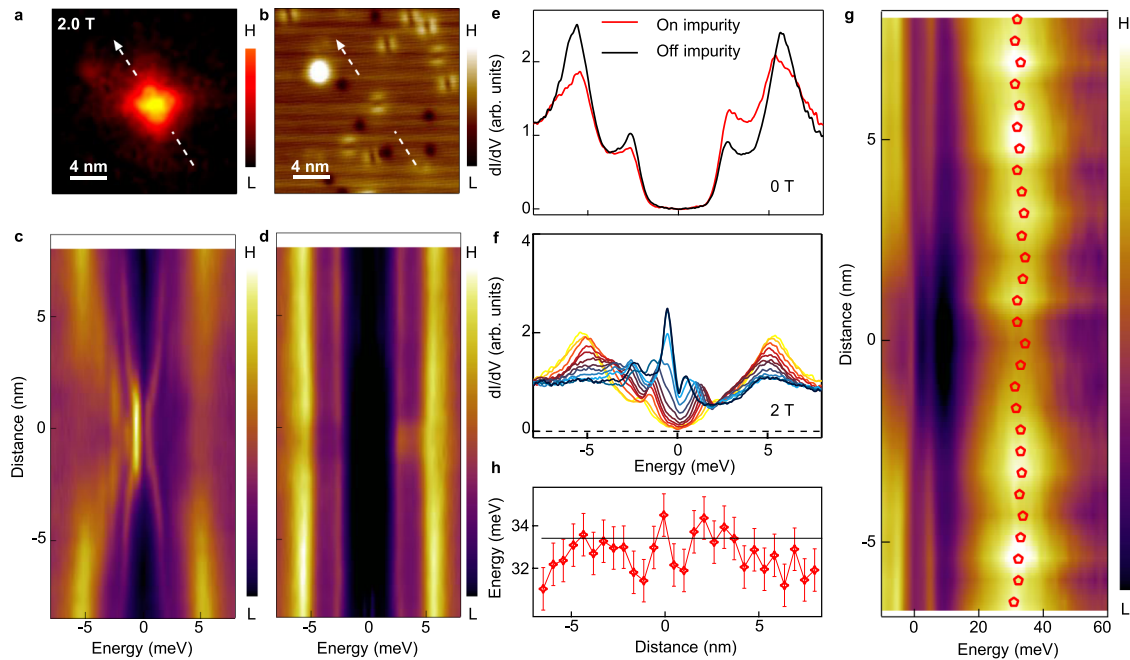 a
2.0 T
4 nm
H
L
b
4 nm
H
L
c
H
L
5
0
-5
Distance (nm)
-5
0
5
Energy (meV)
d
H
L
-5
0
5
Energy (meV)
e
On impurity
Off impurity
2
1
0
dI/dV (arb. units)
0 T
f
4
2
0
dI/dV (arb. units)
2 T
-5
0
5
Energy (meV)
h
34
32
Energy (meV)
-5
0
5
Distance (nm)
g
H
L
5
0
-5
Distance (nm)
0
20
40
60
Energy (meV)